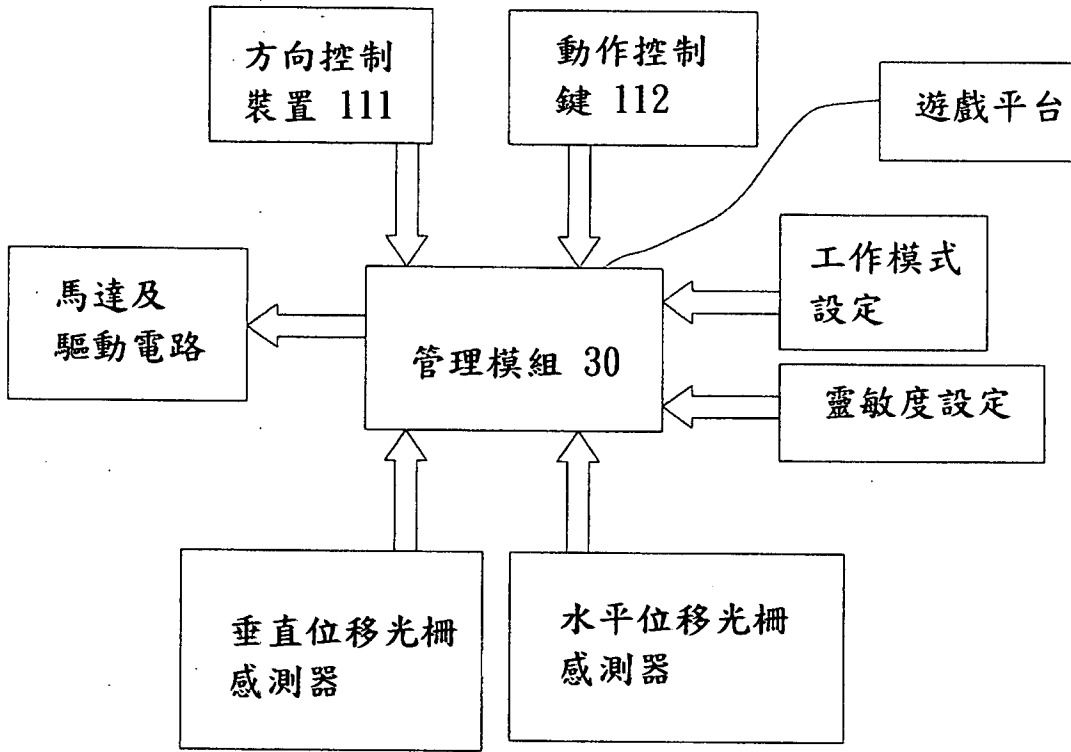 方向控制
裝置 111
動作控制
鍵 112
遊戲平台
工作模式
設定
馬達及
驅動電路
管理模組 30
靈敏度設定
垂直位移光柵
感測器
水平位移光柵
感測器